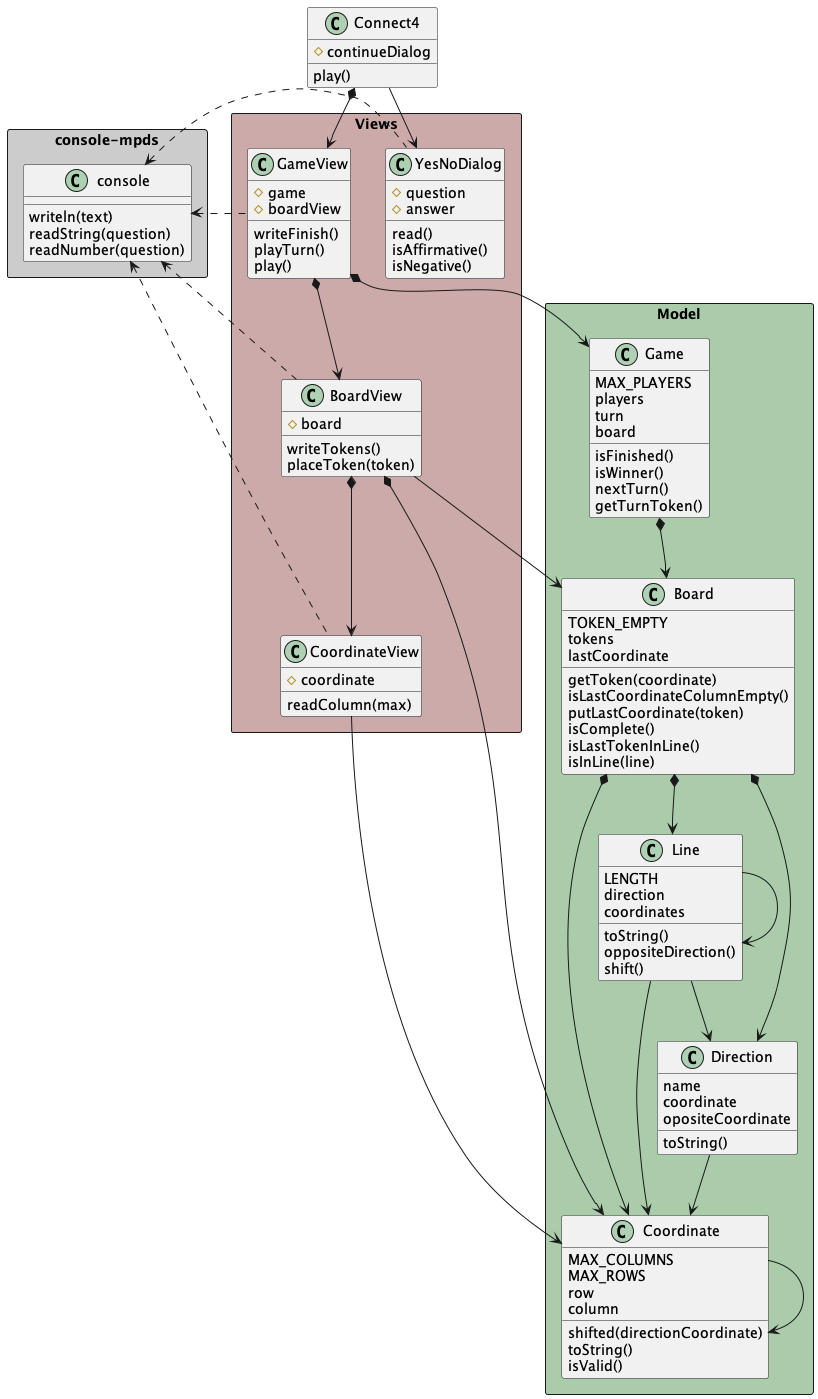 C Connect4
continueDialog
play()
console-mpds
C console
writeln(text)
readString(question)
readNumber(question)
Views
C GameView
game
boardView
writeFinish()
playTurn()
play()
C YesNoDialog
question
answer
read()
isAffirmative()
isNegative()
C BoardView
board
writeTokens()
placeToken(token)
C CoordinateView
coordinate
readColumn(max)
Model
C Game
MAX_PLAYERS
players
turn
board
isFinished()
isWinner()
nextTurn()
getTurnToken()
C Board
TOKEN_EMPTY
tokens
lastCoordinate
getToken(coordinate)
isLastCoordinateColumnEmpty()
putLastCoordinate(token)
isComplete()
isLastTokenInLine()
isInLine(line)
C Line
LENGTH
direction
coordinates
toString()
oppositeDirection()
shift()
C Direction
name
coordinate
opositeCoordinate
toString()
C Coordinate
MAX_COLUMNS
MAX_ROWS
row
column
shifted(directionCoordinate)
toString()
isValid()